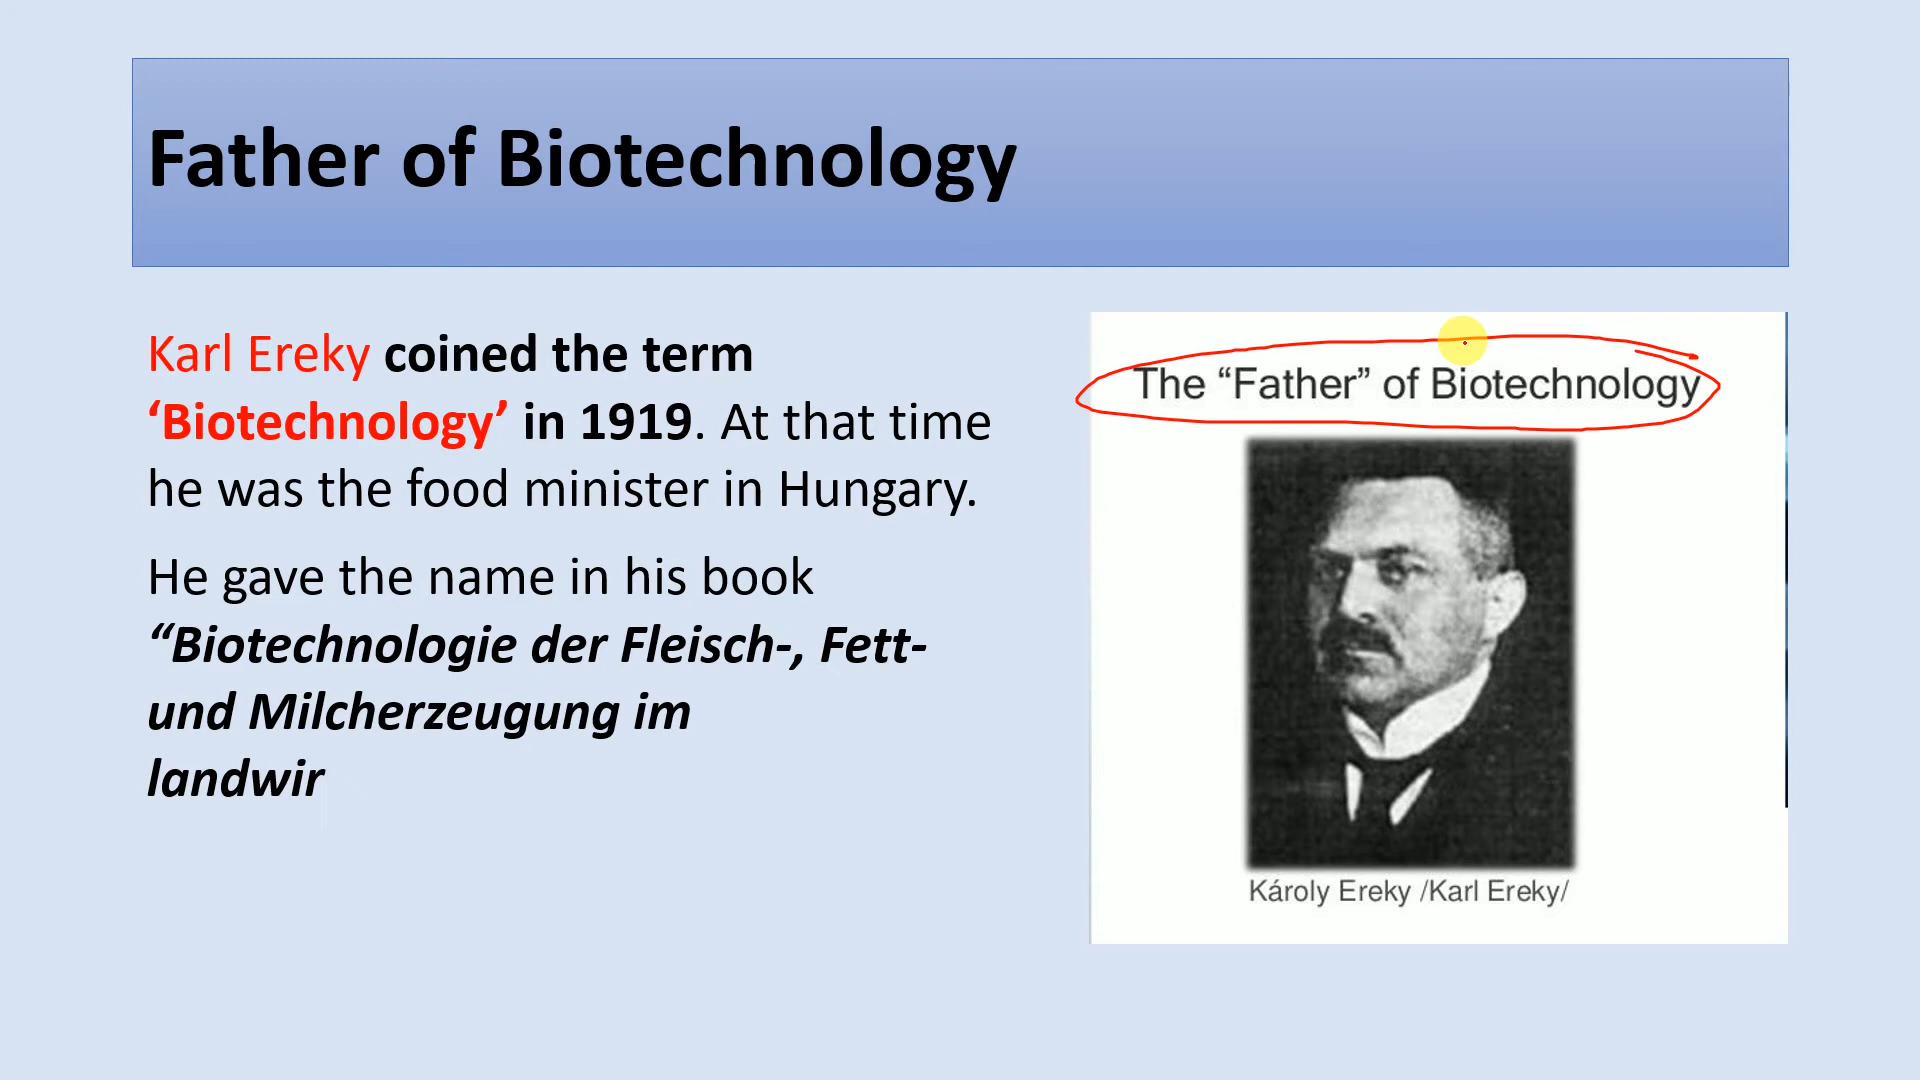 Father of Biotechnology
Karl Ereky coined the term
‘Biotechnology’ in 1919. At that time
he was the food minister in Hungary.
He gave the name in his book
“Biotechnologie der Fleisch-, Fett-
und Milcherzeugung im
landwir
The “Father” of Biotechnology
Károly Ereky /Karl Ereky/